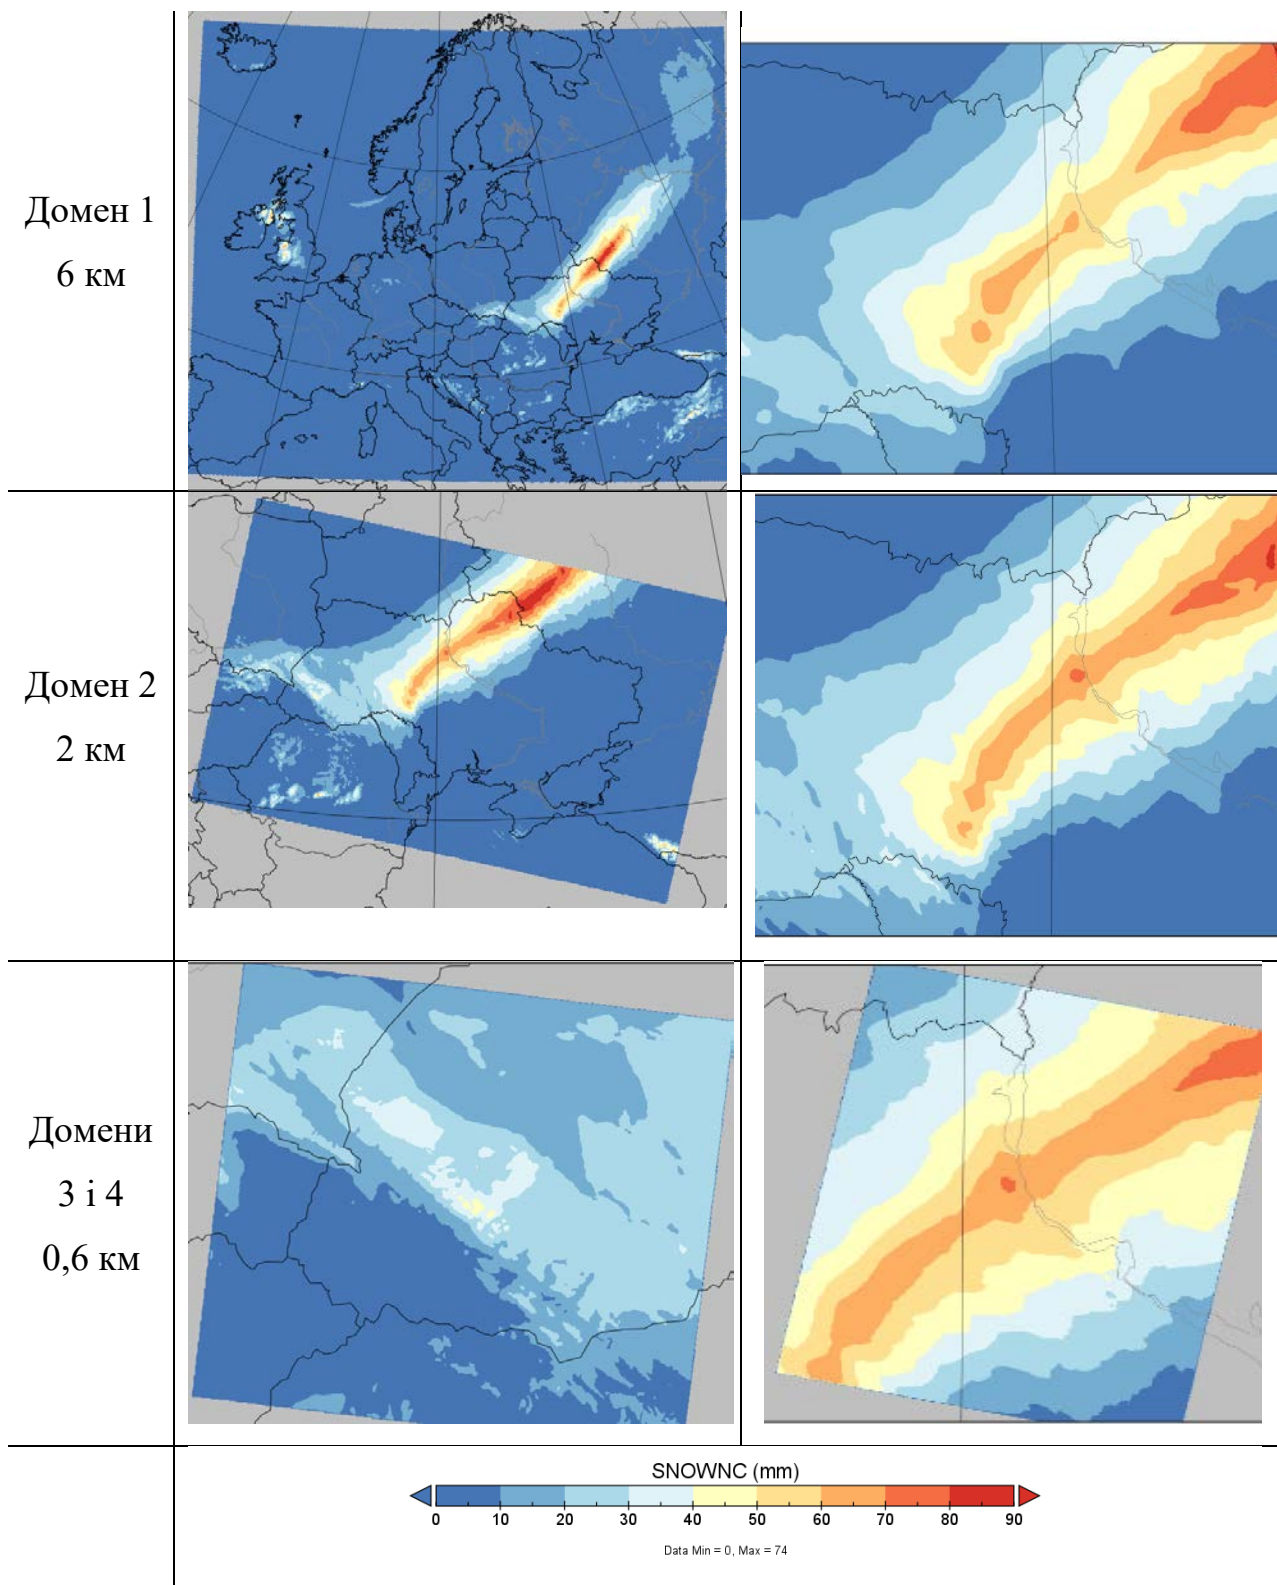 Домен 1
6 км
Домен 2
2 км
Домени
3 і 4
0,6 км
SNOWNC (mm)
0 10 20 30 40 50 60 70 80 90
Data Min = 0, Max = 74